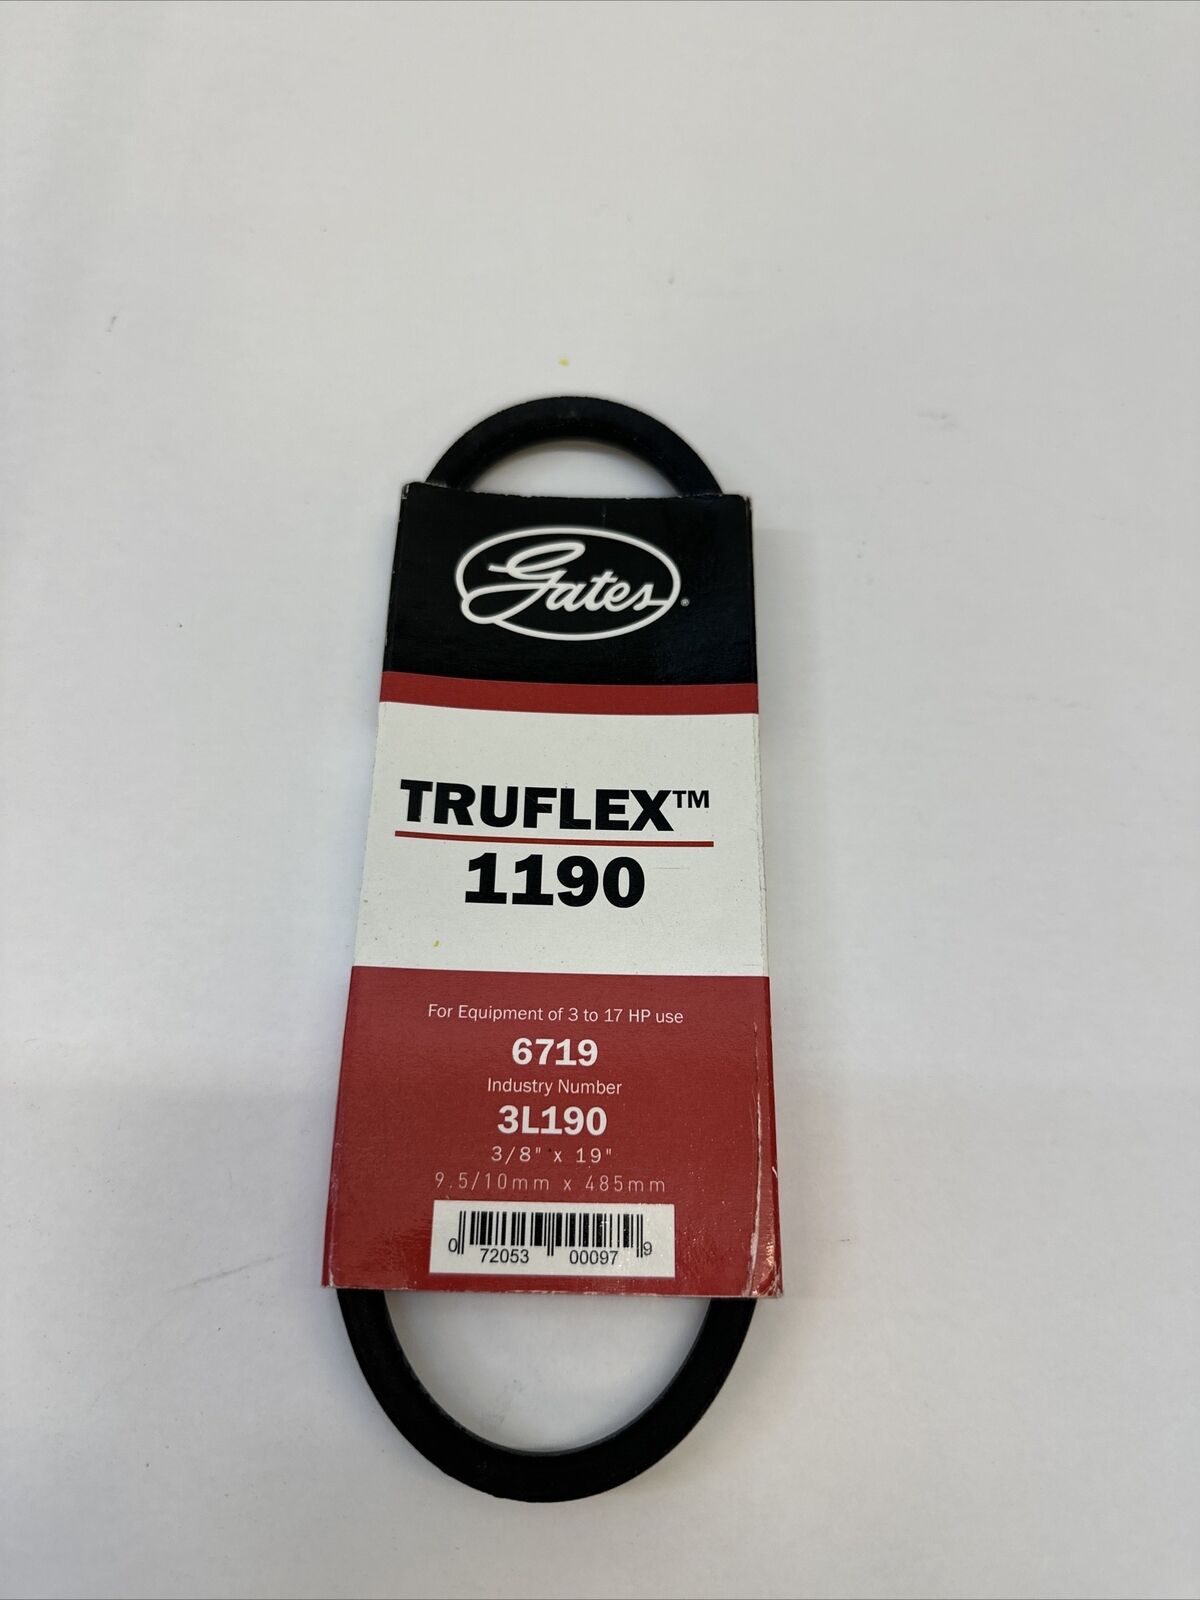 Gates®
TRUFLEX™
1190
For Equipment of 3 to 17 HP use
6719
Industry Number
3L190
3/8" x 19"
9.5/10mm x 485mm
0 72053 00097 9